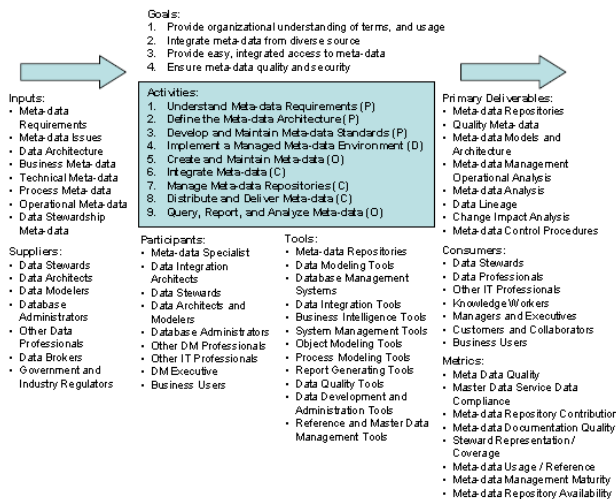 Goals:
1. Provide organizational understanding of terms, and usage
2. Integrate meta-data from diverse source
3. Provide easy, integrated access to meta-data
4. Ensure meta-data quality and security
Inputs:
• Meta-data
Requirements
• Meta-data Issues
• Data Architecture
• Business Meta-data
• Technical Meta-data
• Process Meta-data
• Operational Meta-data
• Data Stewardship
Meta-data
Activities:
1. Understand Meta-data Requirements (P)
2. Define the Meta-data Architecture (P)
3. Develop and Maintain Meta-data Standards (P)
4. Implement a Managed Meta-data Environment (D)
5. Create and Maintain Meta-data (O)
6. Integrate Meta-data (C)
7. Manage Meta-data Repositories (C)
8. Distribute and Deliver Meta-data (C)
9. Query, Report, and Analyze Meta-data (O)
Primary Deliverables:
• Meta-data Repositories
• Quality Meta-data
• Meta-data Models and
Architecture
• Meta-data Management
Operational Analysis
• Meta-data Analysis
• Data Lineage
• Change Impact Analysis
• Meta-data Control Procedures
Suppliers:
• Data Stewards
• Data Architects
• Data Modelers
• Database
Administrators
• Other Data
Professionals
• Data Brokers
• Government and
Industry Regulators
Participants:
• Meta-data Specialist
• Data Integration
Architects
• Data Stewards
• Data Architects and
Modelers
• Database Administrators
• Other DM Professionals
• Other IT Professionals
• DM Executive
• Business Users
Tools:
• Meta-data Repositories
• Data Modeling Tools
• Database Management
Systems
• Data Integration Tools
• Business Intelligence Tools
• System Management Tools
• Object Modeling Tools
• Process Modeling Tools
• Report Generating Tools
• Data Quality Tools
• Data Development and
Administration Tools
• Reference and Master Data
Management Tools
Consumers:
• Data Stewards
• Data Professionals
• Other IT Professionals
• Knowledge Workers
• Managers and Executives
• Customers and Collaborators
• Business Users
Metrics:
• Meta Data Quality
• Master Data Service Data
Compliance
• Meta-data Repository Contribution
• Meta-data Documentation Quality
• Steward Representation /
Coverage
• Meta-data Usage / Reference
• Meta-data Management Maturity
• Meta-data Repository Availability